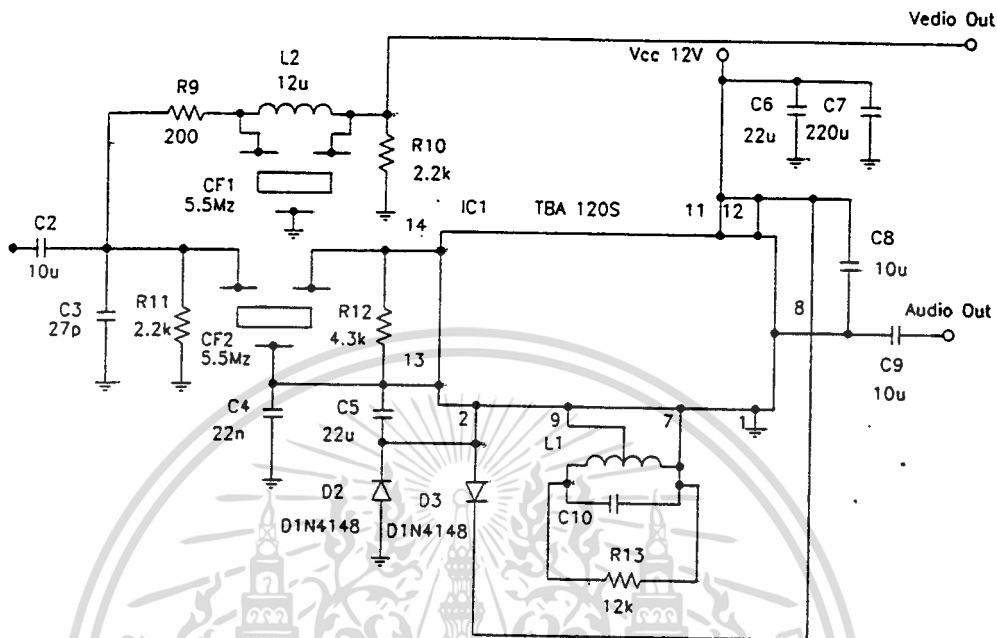 Vedio Out
Vcc 12V
L2
12u
R9
200
C6
22u
C7
220u
R10
2.2k
CF1
5.5Mz
IC1
TBA 120S
11
12
14
C2
10u
C8
10u
C3
27p
R11
2.2k
CF2
5.5Mz
R12
4.3k
8
Audio Out
13
C9
10u
C4
22n
C5
22u
2
9
7
1
L1
D2
D1N4148
D3
D1N4148
C10
R13
12k